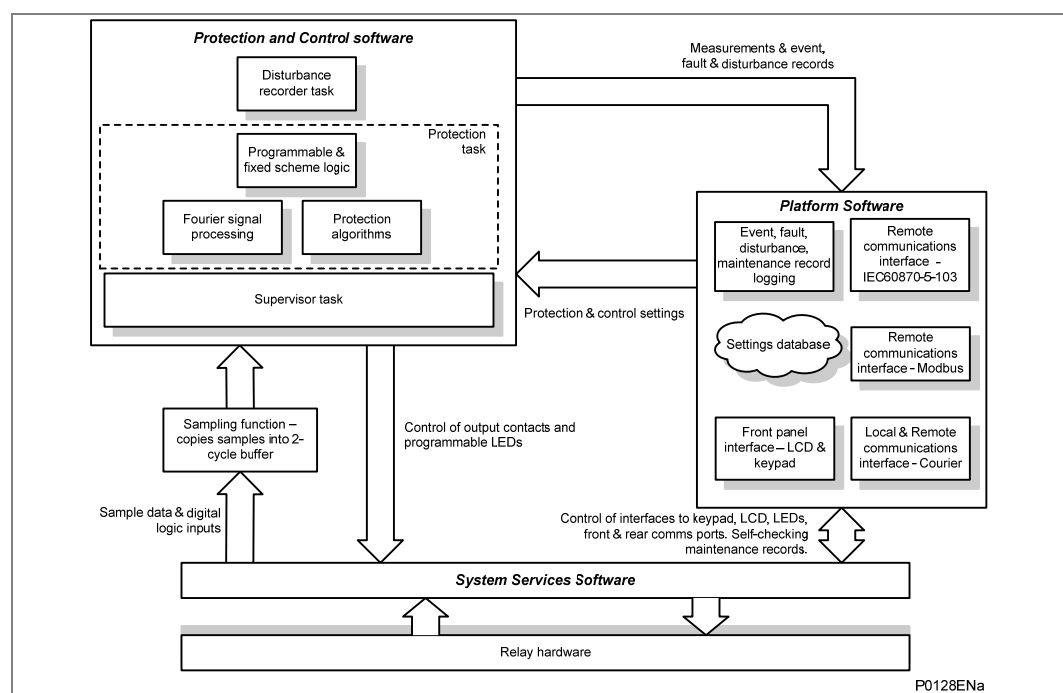 Protection and Control software
Disturbance
recorder task
Protection
task
Programmable &
fixed scheme logic
Fourier signal
processing
Protection
algorithms
Supervisor task
Measurements & event,
fault & disturbance records
Platform Software
Event, fault,
disturbance,
maintenance record
logging
Remote
communications
interface -
IEC60870-5-103
Protection & control settings
Settings database
Remote
communications
interface - Modbus
Sampling function –
copies samples into 2-
cycle buffer
Control of output contacts and
programmable LEDs
Front panel
interface – LCD &
keypad
Local & Remote
communications
interface - Courier
Sample data & digital
logic inputs
Control of interfaces to keypad, LCD, LEDs,
front & rear comms ports. Self-checking
maintenance records.
System Services Software
Relay hardware
P0128ENa